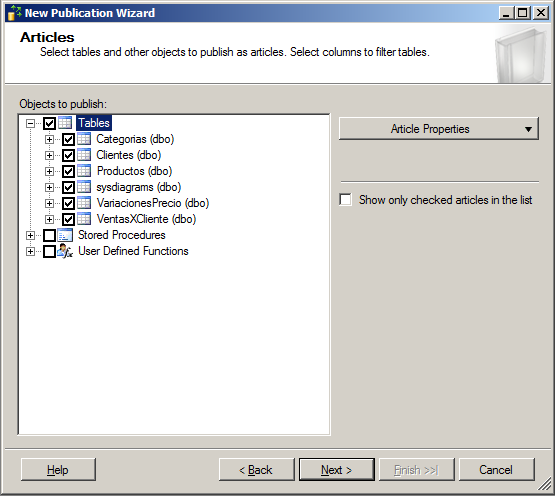 New Publication Wizard
Articles
Select tables and other objects to publish as articles. Select columns to filter tables.
Objects to publish:
Tables
Categorias (dbo)
Clientes (dbo)
Productos (dbo)
sysdiagrams (dbo)
VariacionesPrecio (dbo)
VentasXCliente (dbo)
Stored Procedures
User Defined Functions
Article Properties
Show only checked articles in the list
Help
< Back
Next >
Finish >>|
Cancel